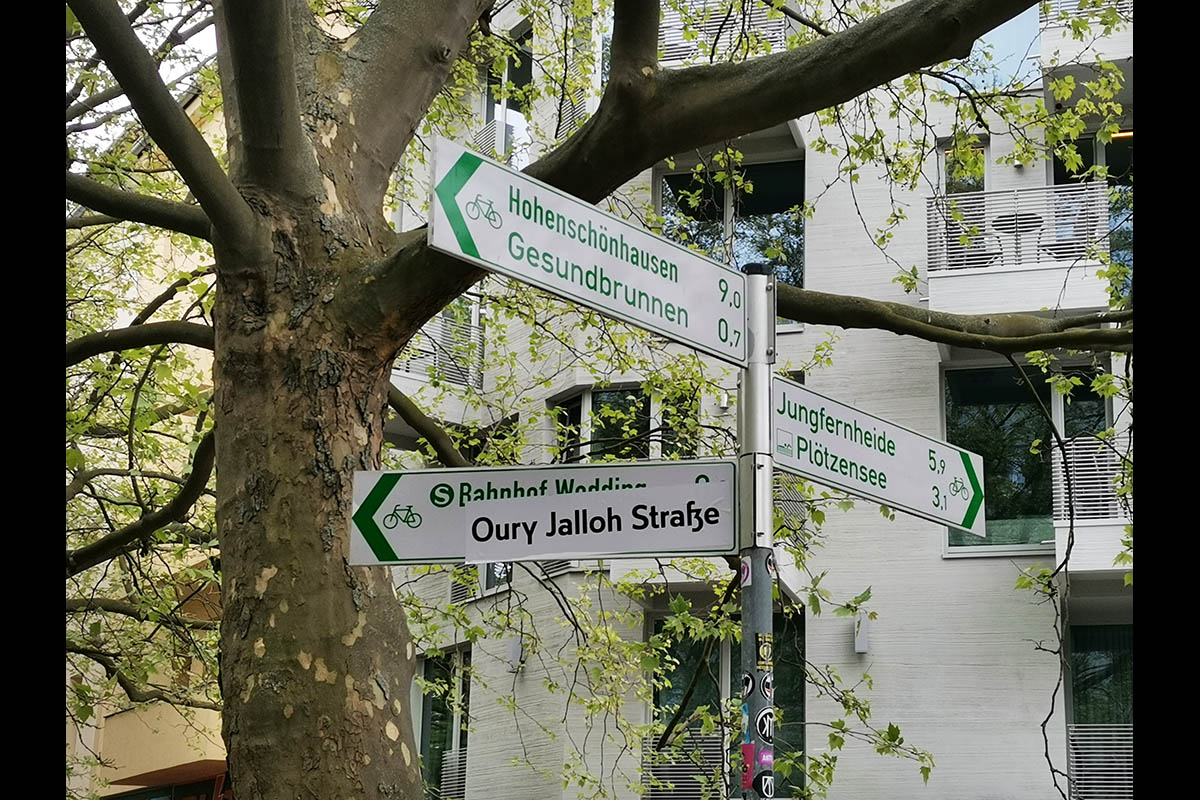 Hohenschönhausen 9,0
Gesundbrunnen 0,7
Jungfernheide 5,9
Plötzensee 3,1
S Bahnhof Wedding
Oury Jalloh Straße